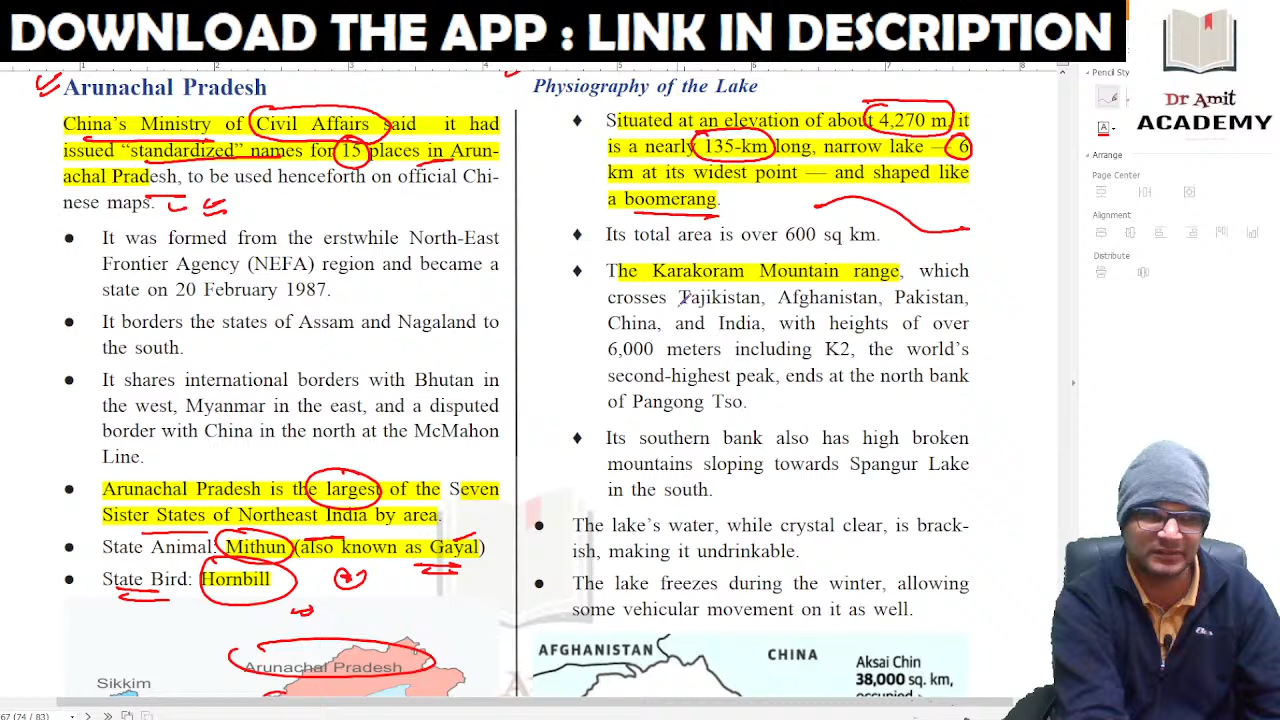 DOWNLOAD THE APP : LINK IN DESCRIPTION
Arunachal Pradesh
China's Ministry of Civil Affairs said it had
issued "standardized" names for 15 places in Arun-
achal Pradesh, to be used henceforth on official Chi-
nese maps.
● It was formed from the erstwhile North-East
Frontier Agency (NEFA) region and became a
state on 20 February 1987.
● It borders the states of Assam and Nagaland to
the south.
● It shares international borders with Bhutan in
the west, Myanmar in the east, and a disputed
border with China in the north at the McMahon
Line.
● Arunachal Pradesh is the largest of the Seven
Sister States of Northeast India by area.
● State Animal: Mithun (also known as Gayal)
● State Bird: Hornbill
Arunachal Pradesh
Sikkim
Physiography of the Lake
♦ Situated at an elevation of about 4,270 m, it
is a nearly 135-km long, narrow lake — 6
km at its widest point — and shaped like
a boomerang.
♦ Its total area is over 600 sq km.
♦ The Karakoram Mountain range, which
crosses Tajikistan, Afghanistan, Pakistan,
China, and India, with heights of over
6,000 meters including K2, the world's
second-highest peak, ends at the north bank
of Pangong Tso.
♦ Its southern bank also has high broken
mountains sloping towards Spangur Lake
in the south.
● The lake's water, while crystal clear, is brack-
ish, making it undrinkable.
● The lake freezes during the winter, allowing
some vehicular movement on it as well.
AFGHANISTAN
CHINA
Aksai Chin
38,000 sq. km,
occupied
Pencil Sty
Arrange
Page Center
Alignment
Distribute
Dr Amit
ACADEMY
67 (74 / 83)